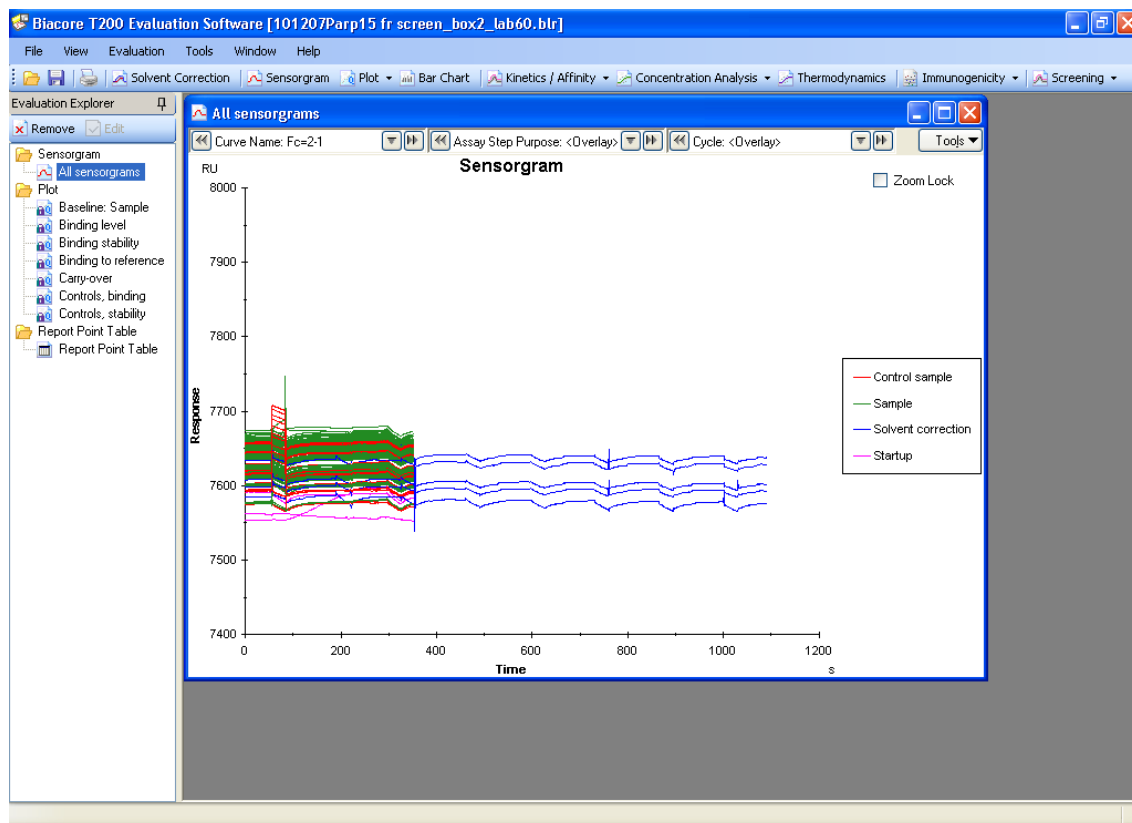 Biacore T200 Evaluation Software [101207Parp15 fr screen_box2_lab60.blr]
File View Evaluation Tools Window Help
Solvent Correction Sensorgram Plot Bar Chart Kinetics / Affinity Concentration Analysis Thermodynamics Immunogenicity Screening
Evaluation Explorer
Remove Edit
Sensorgram
All sensorgrams
Plot
Baseline: Sample
Binding level
Binding stability
Binding to reference
Carry-over
Controls, binding
Controls, stability
Report Point Table
Report Point Table
All sensorgrams
Curve Name: Fc=2-1 Assay Step Purpose: <Overlay> Cycle: <Overlay> Tools
Sensorgram
RU
Zoom Lock
8000
7900
7800
7700
7600
7500
7400
Response
Control sample
Sample
Solvent correction
Startup
0 200 400 600 800 1000 1200
Time
s